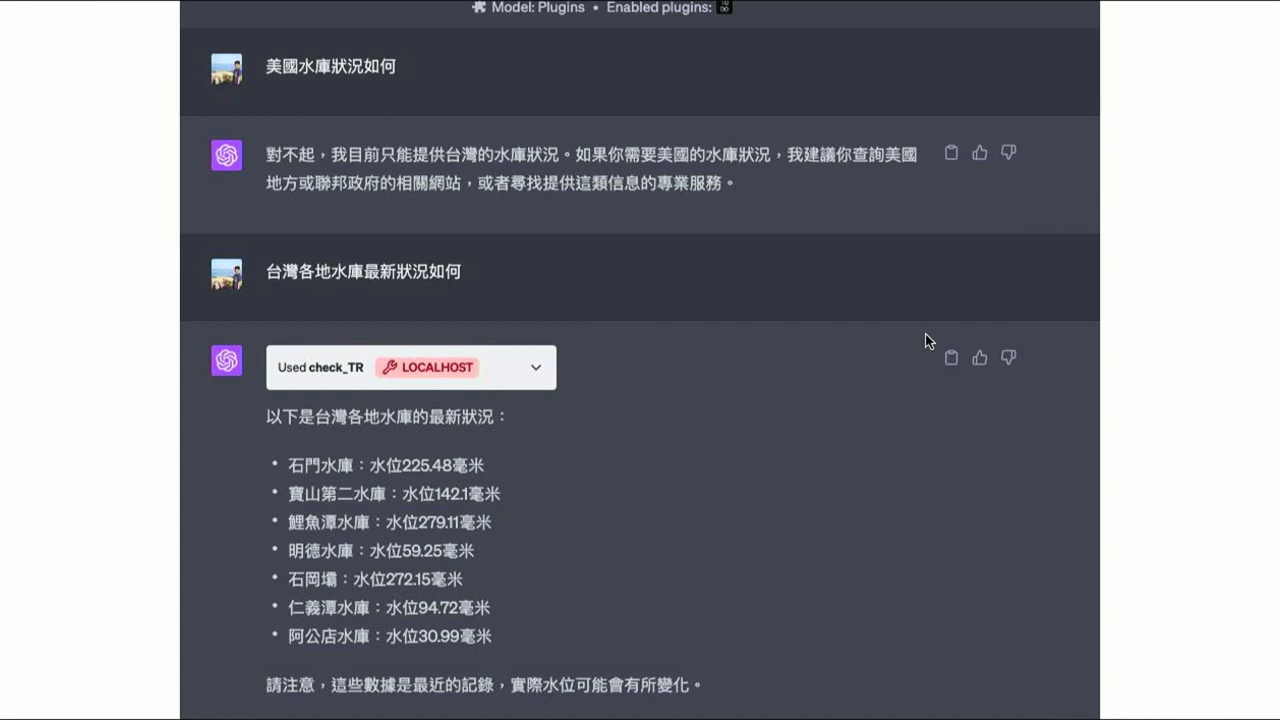 Model: Plugins • Enabled plugins:
美國水庫狀況如何
對不起，我目前只能提供台灣的水庫狀況。如果你需要美國的水庫狀況，我建議你查詢美國
地方或聯邦政府的相關網站，或者尋找提供這類信息的專業服務。
台灣各地水庫最新狀況如何
Used check_TR LOCALHOST
以下是台灣各地水庫的最新狀況：
• 石門水庫：水位225.48毫米
• 寶山第二水庫：水位142.1毫米
• 鯉魚潭水庫：水位279.11毫米
• 明德水庫：水位59.25毫米
• 石岡壩：水位272.15毫米
• 仁義潭水庫：水位94.72毫米
• 阿公店水庫：水位30.99毫米
請注意，這些數據是最近的記錄，實際水位可能會有所變化。